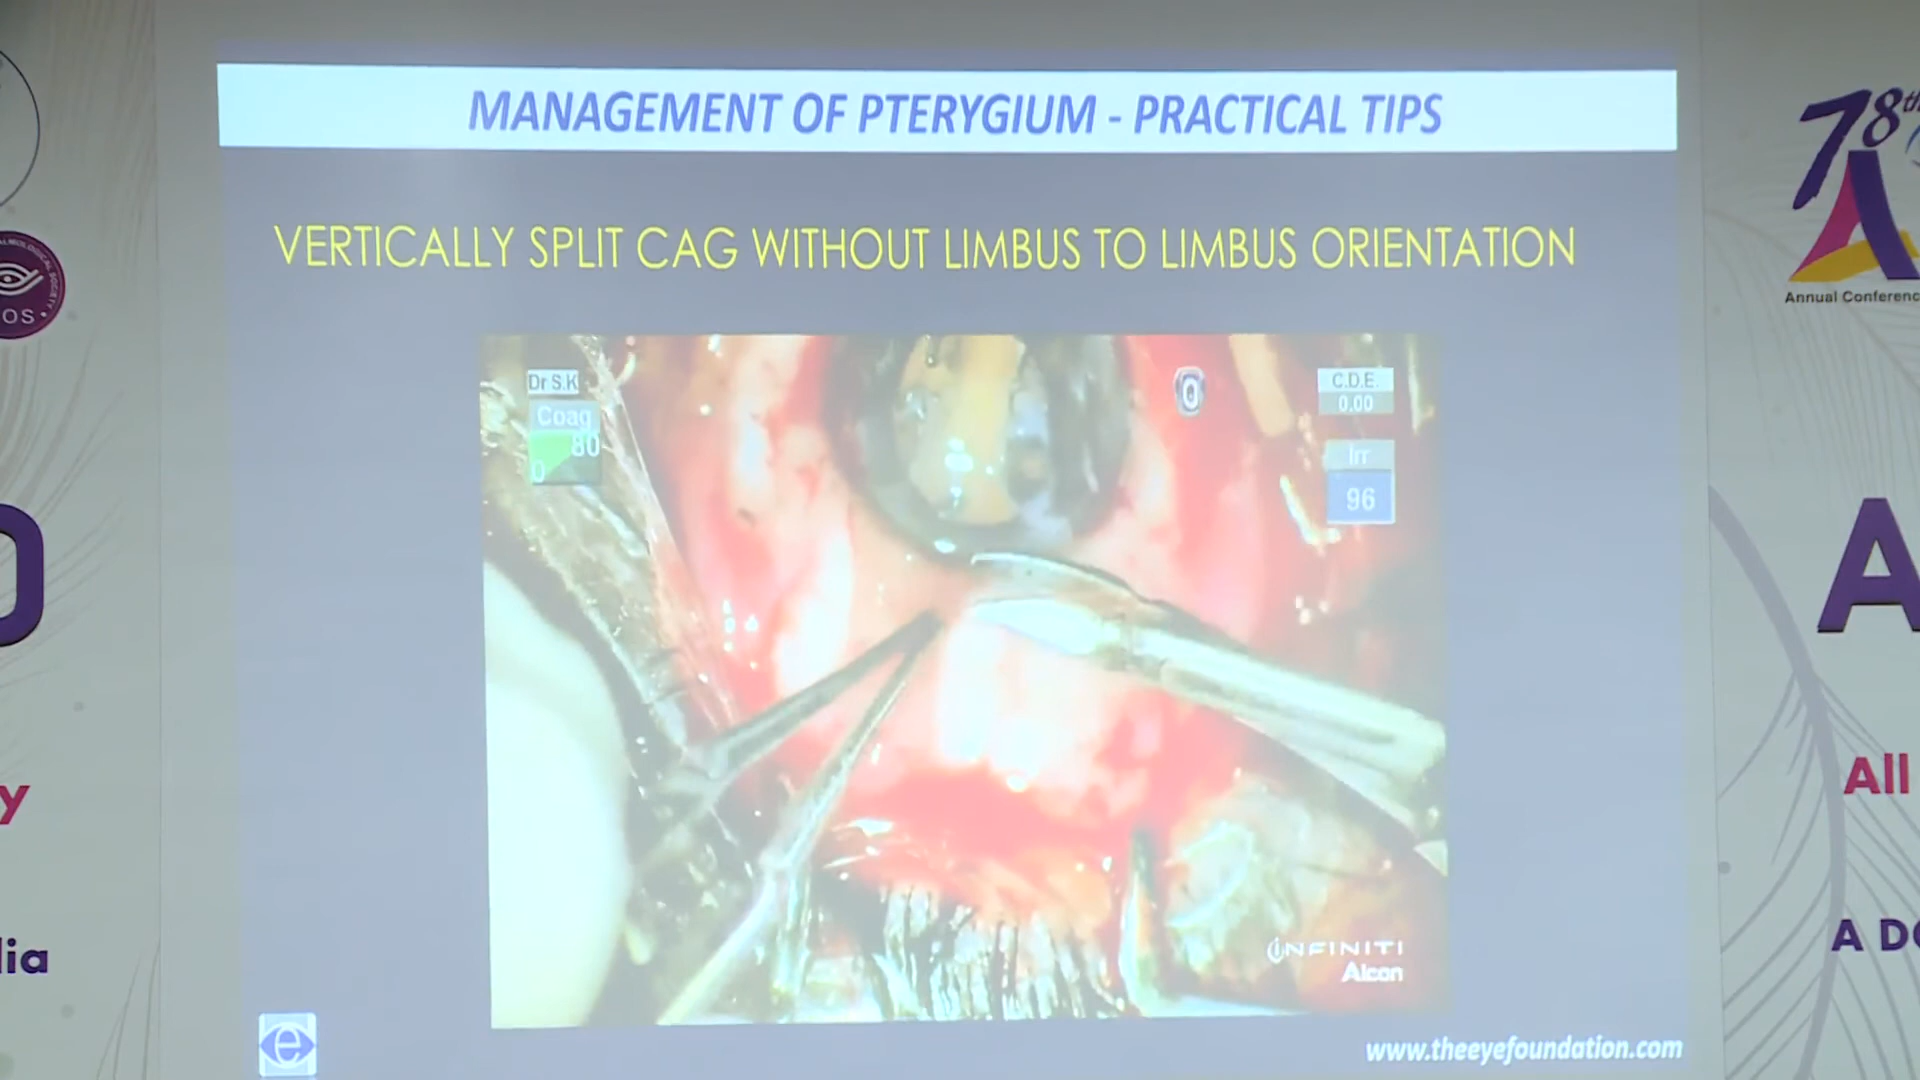 MANAGEMENT OF PTERYGIUM - PRACTICAL TIPS
VERTICALLY SPLIT CAG WITHOUT LIMBUS TO LIMBUS ORIENTATION
Dr S.K
Coag
80
0
C.D.E.
0.00
Irr
96
INFINITI
Alcon
e
www.theeyefoundation.com
OS
y
lia
78th
Annual Conferenc
A
All
A D